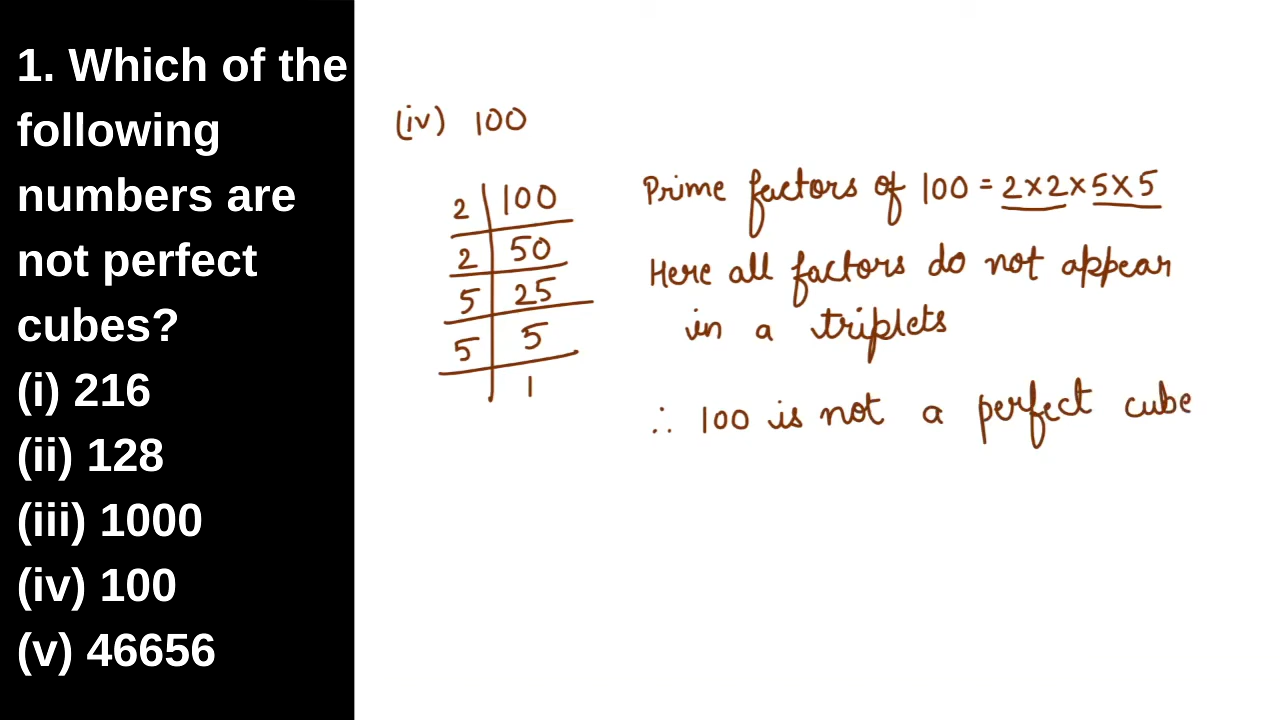 1. Which of the
following
numbers are
not perfect
cubes?
(i) 216
(ii) 128
(iii) 1000
(iv) 100
(v) 46656
(iv) 100
2 | 100
2 | 50
5 | 25
5 | 5
| 1
Prime factors of 100 = 2×2×5×5
Here all factors do not appear
in a triplets
∴ 100 is not a perfect cube